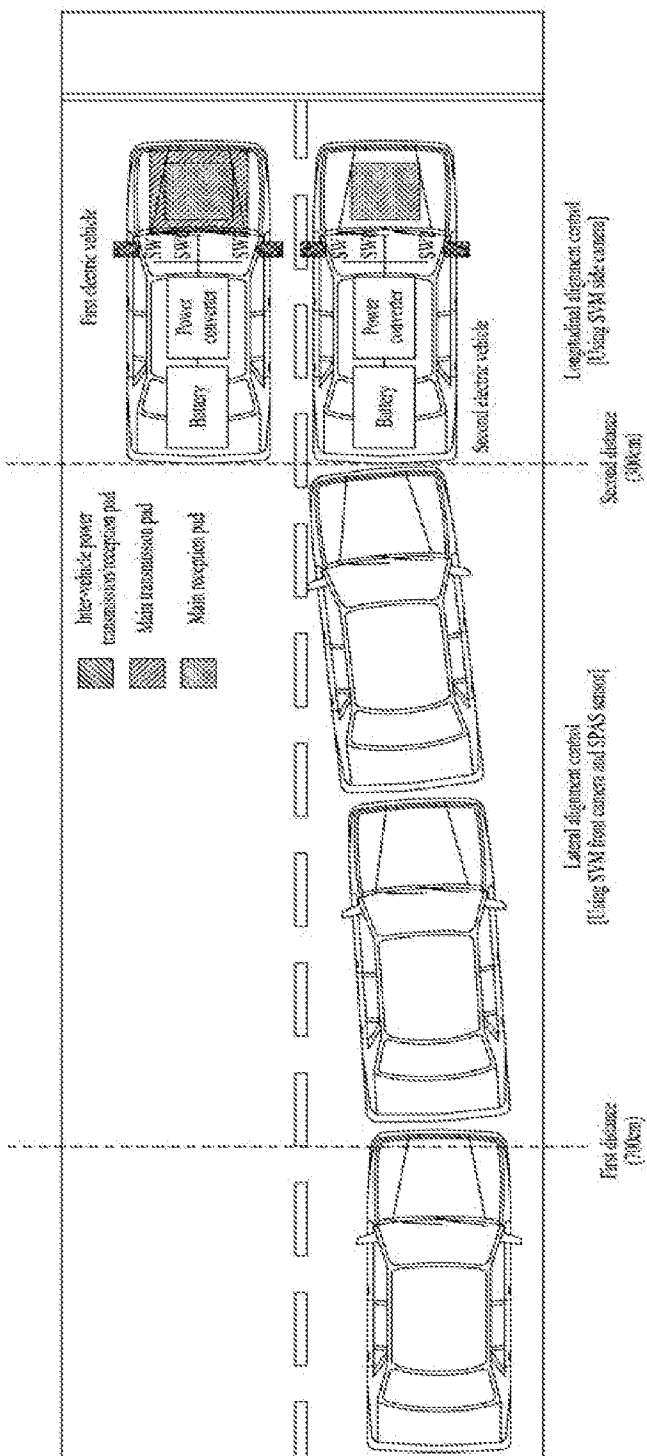 First electric vehicle
SW
SW
SW
Power
converter
Battery
SW
SW
SW
Power
converter
Battery
Second electric vehicle
Inter-vehicle power
transmission/reception pad
Main transmission pad
Main reception pad
Longitudinal alignment control
[Using SVM side camera]
Second distance
(300cm)
Lateral alignment control
[Using SVM front camera and SPAS sensor]
First distance
(700cm)